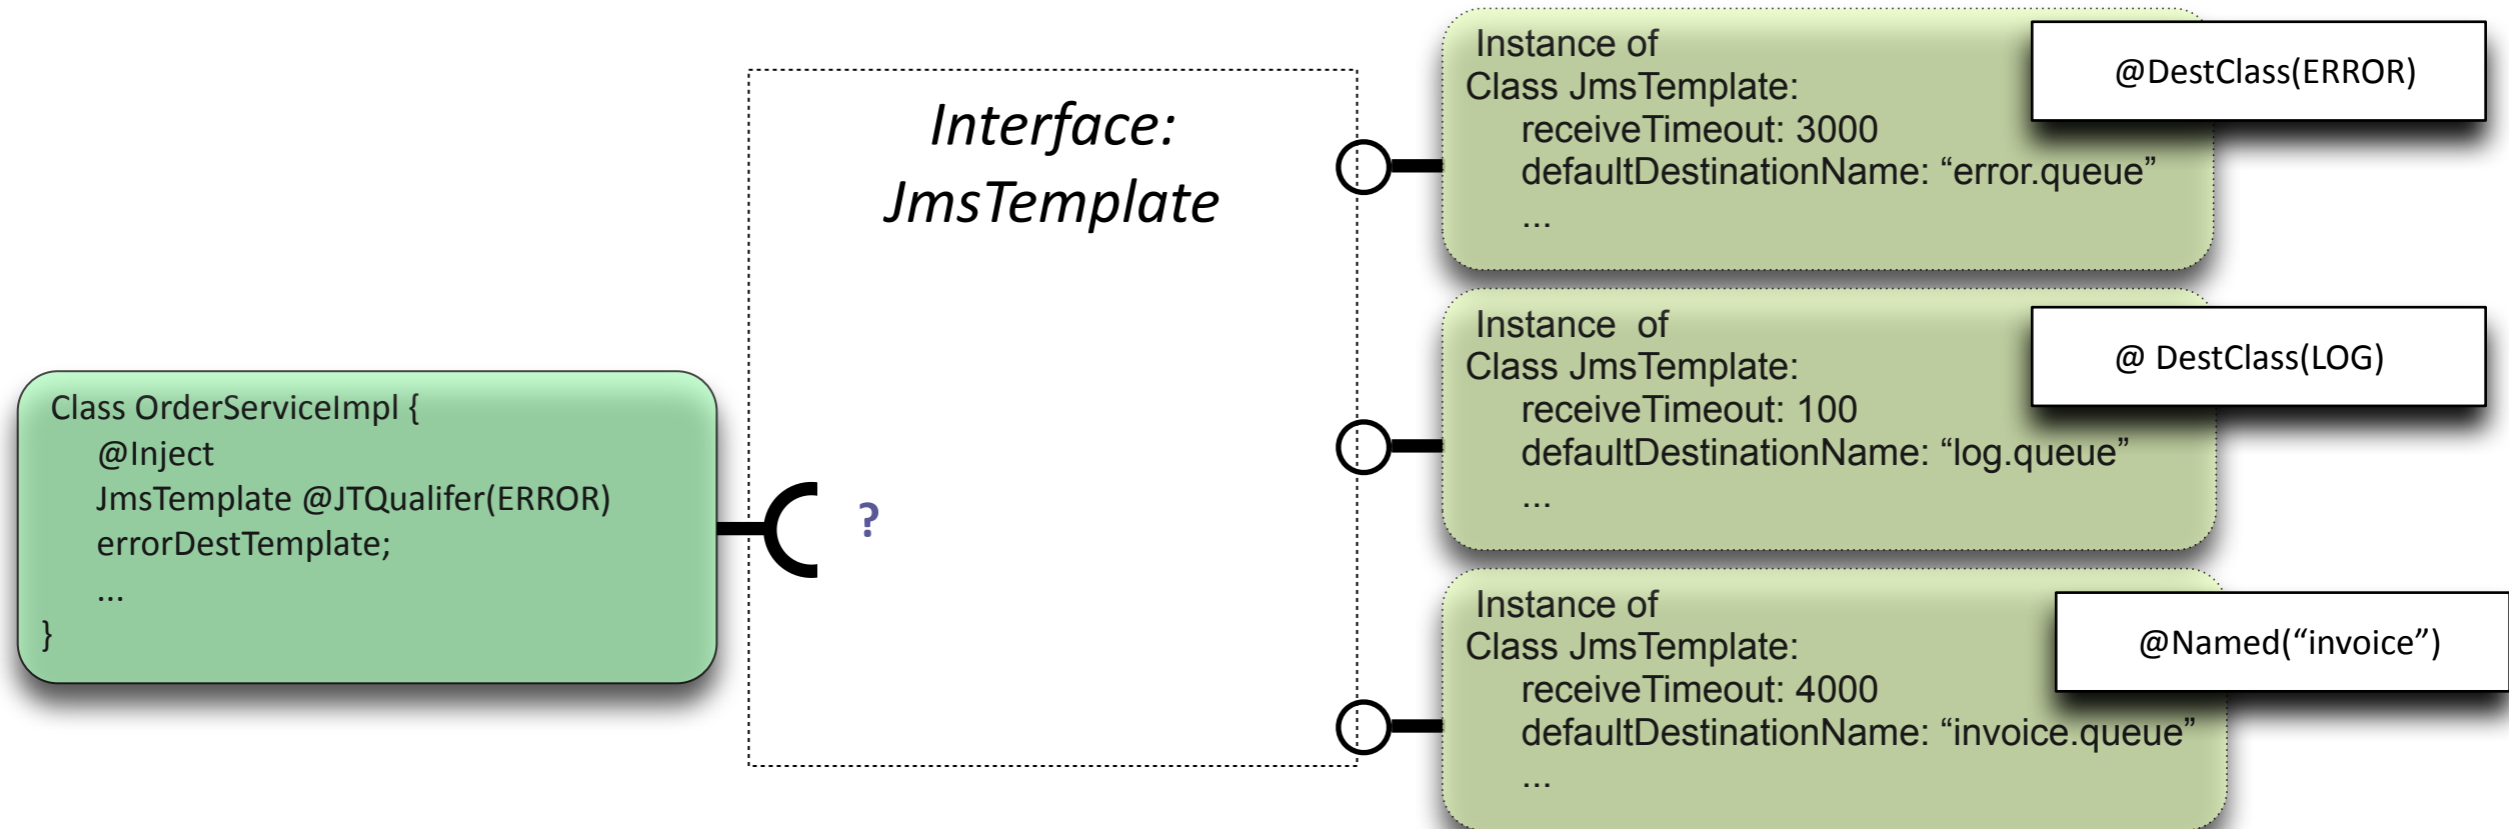 Class OrderServiceImpl {
@Inject
JmsTemplate @JTQualifer(ERROR)
errorDestTemplate;
...
}
Interface:
JmsTemplate
?
Instance of
Class JmsTemplate:
receiveTimeout: 3000
defaultDestinationName: “error.queue”
...
@DestClass(ERROR)
Instance  of
Class JmsTemplate:
receiveTimeout: 100
defaultDestinationName: “log.queue”
...
@ DestClass(LOG)
Instance of
Class JmsTemplate:
receiveTimeout: 4000
defaultDestinationName: “invoice.queue”
...
@Named(“invoice”)